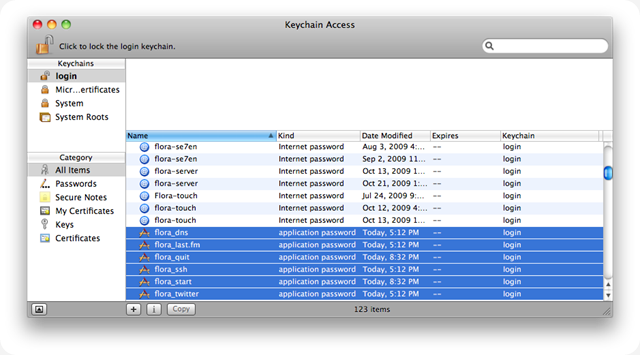 Keychain Access
Click to lock the login keychain.
Keychains
login
Micr...ertificates
System
System Roots
Category
All Items
Passwords
Secure Notes
My Certificates
Keys
Certificates
Name Kind Date Modified Expires Keychain
flora-se7en Internet password Aug 3, 2009 4:... -- login
flora-se7en Internet password Sep 2, 2009 11... -- login
flora-server Internet password Oct 13, 2009 1... -- login
flora-server Internet password Oct 21, 2009 1... -- login
Flora-touch Internet password Jul 24, 2009 9:... -- login
flora-touch Internet password Oct 12, 2009 4... -- login
flora-touch Internet password Oct 13, 2009 1... -- login
flora_dns application password Today, 5:12 PM -- login
flora_last.fm application password Today, 5:12 PM -- login
flora_quit application password Today, 8:32 PM -- login
flora_ssh application password Today, 5:12 PM -- login
flora_start application password Today, 8:32 PM -- login
flora_twitter application password Today, 5:12 PM -- login
+ i Copy 123 items